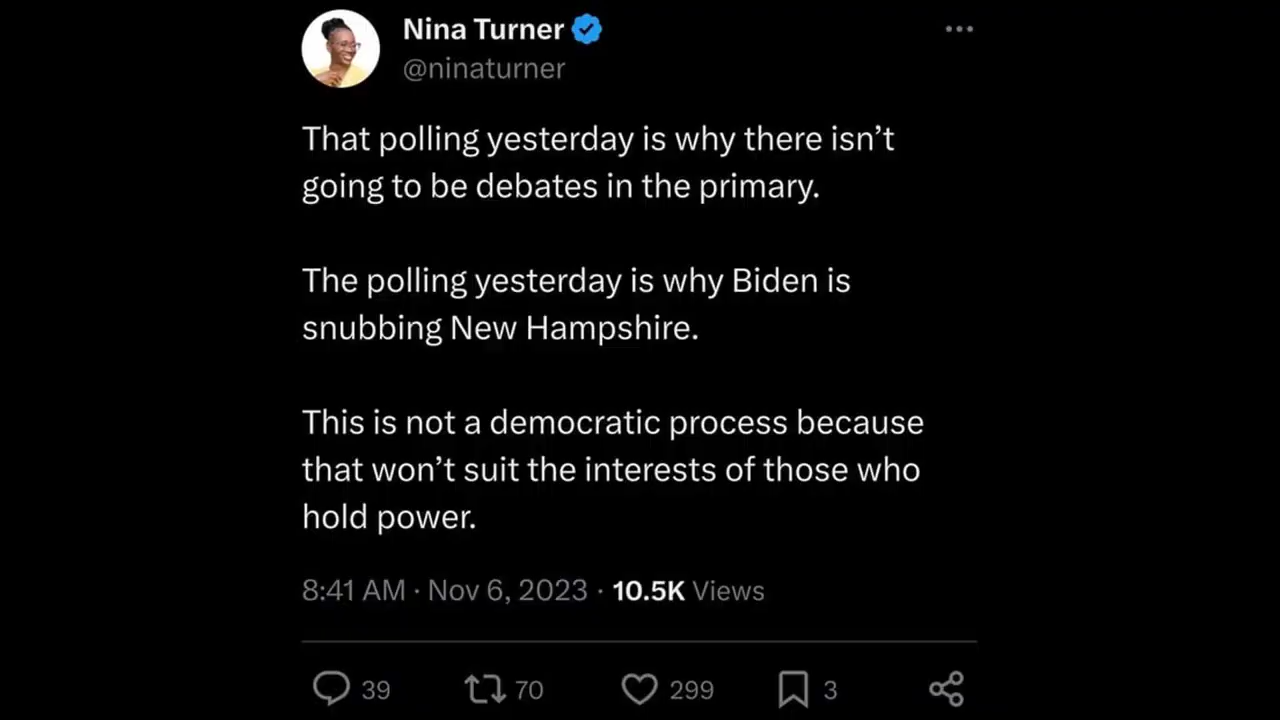 Nina Turner
@ninaturner
That polling yesterday is why there isn’t
going to be debates in the primary.
The polling yesterday is why Biden is
snubbing New Hampshire.
This is not a democratic process because
that won’t suit the interests of those who
hold power.
8:41 AM · Nov 6, 2023 · 10.5K Views
39 70 299 3